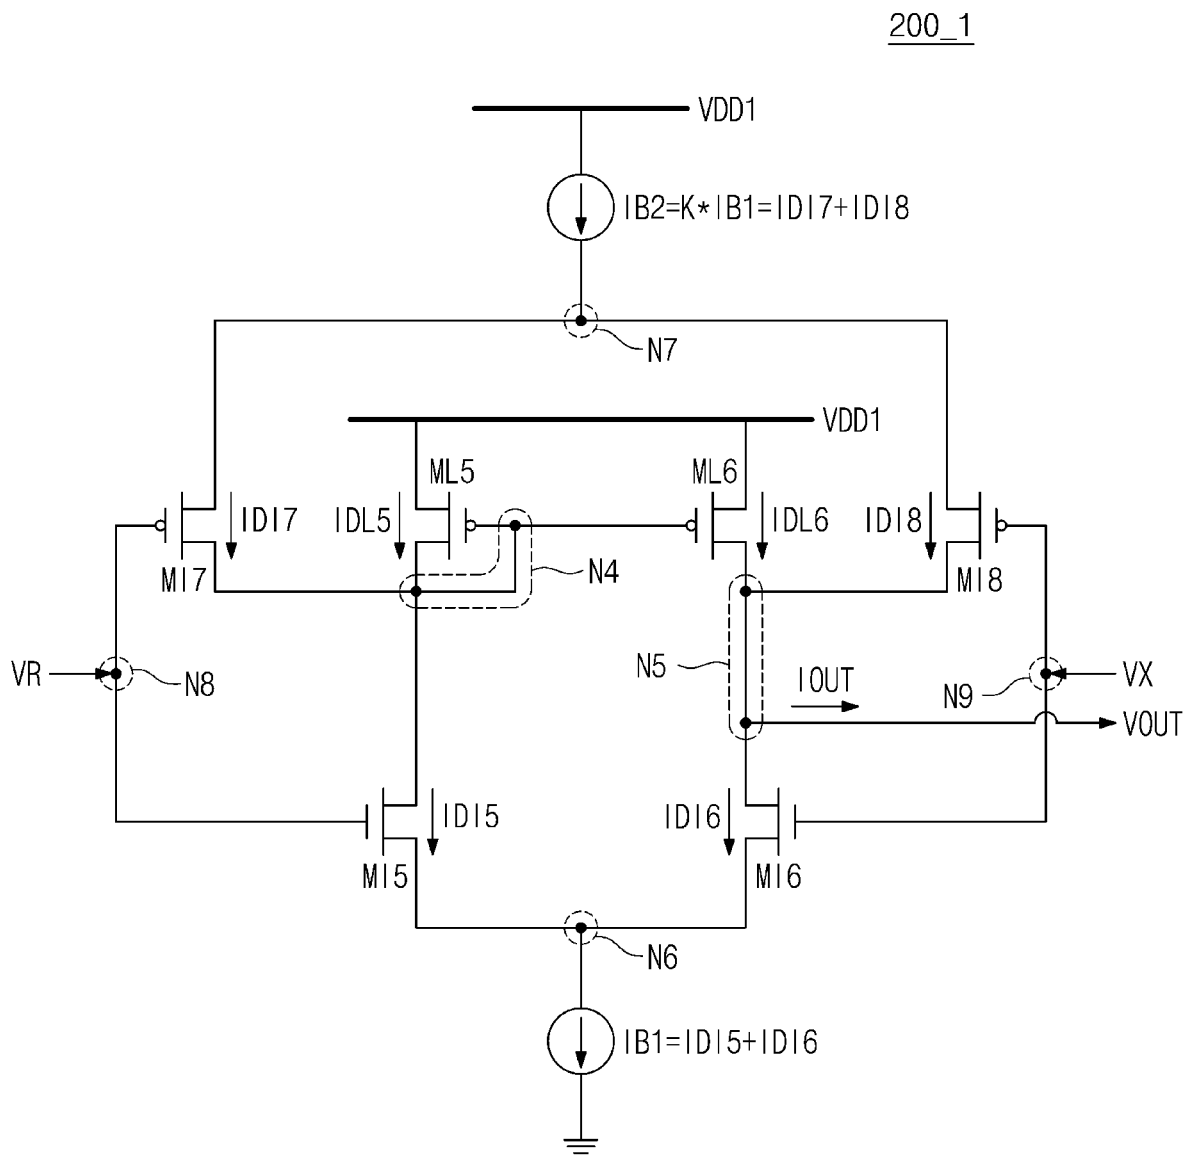 200_1
VDD1
IB2=K*IB1=IDI7+IDI8
N7
VDD1
ML5
ML6
IDI7
IDL5
IDL6
IDI8
MI7
N4
MI8
VR
N8
N5
IOUT
N9
VX
VOUT
IDI5
IDI6
MI5
MI6
N6
IB1=IDI5+IDI6